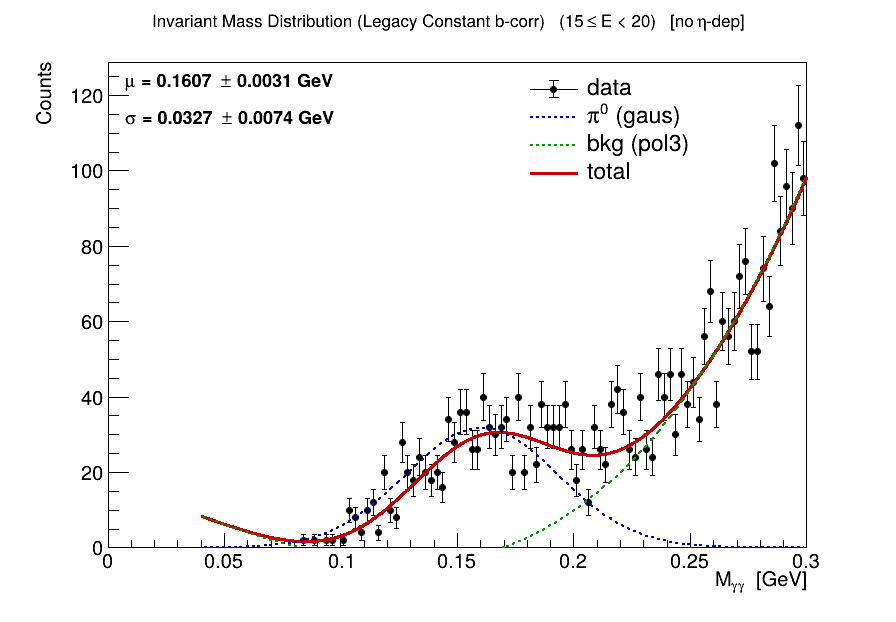 Invariant Mass Distribution (Legacy Constant b-corr) (15 ≤ E < 20) [no η-dep]
Counts
μ = 0.1607 ± 0.0031 GeV
σ = 0.0327 ± 0.0074 GeV
data
π⁰ (gaus)
bkg (pol3)
total
120
100
80
60
40
20
0
0 0.05 0.1 0.15 0.2 0.25 0.3
M_γγ [GeV]